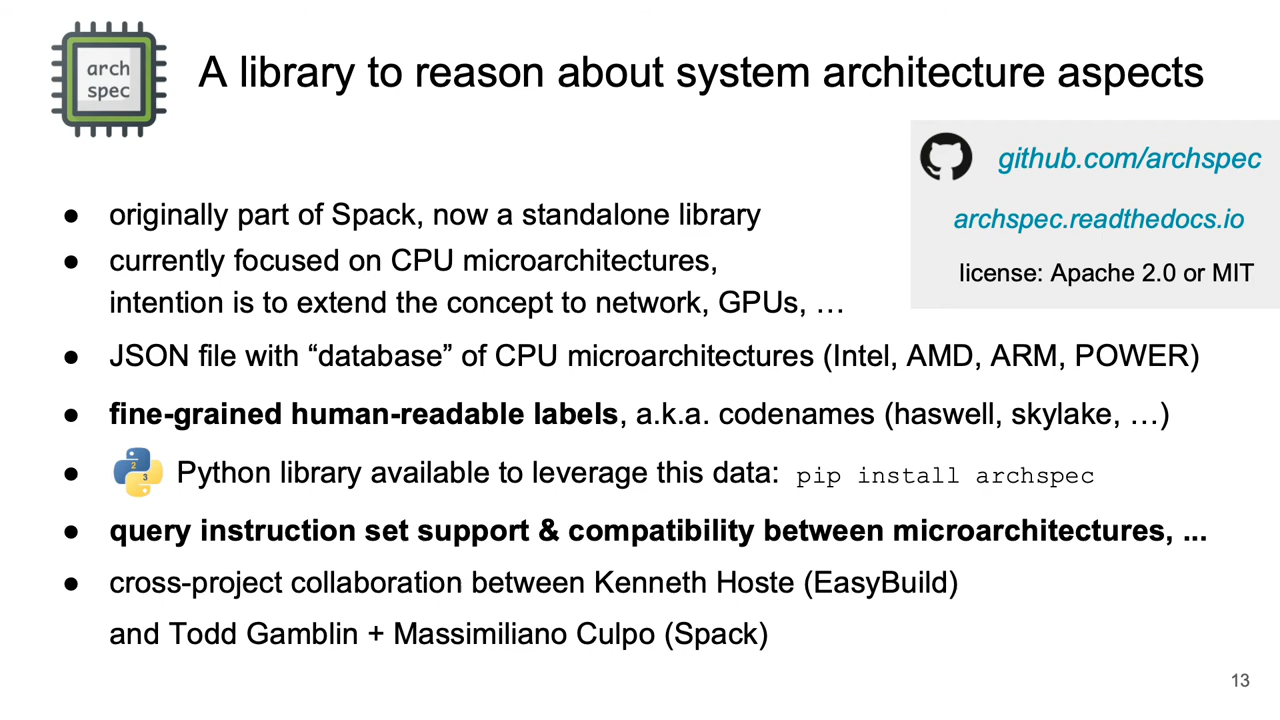 arch
spec
A library to reason about system architecture aspects
github.com/archspec
archspec.readthedocs.io
license: Apache 2.0 or MIT
● originally part of Spack, now a standalone library
● currently focused on CPU microarchitectures,
intention is to extend the concept to network, GPUs, …
● JSON file with “database” of CPU microarchitectures (Intel, AMD, ARM, POWER)
● fine-grained human-readable labels, a.k.a. codenames (haswell, skylake, …)
● 2 3 Python library available to leverage this data: pip install archspec
● query instruction set support & compatibility between microarchitectures, ...
● cross-project collaboration between Kenneth Hoste (EasyBuild)
and Todd Gamblin + Massimiliano Culpo (Spack)
13